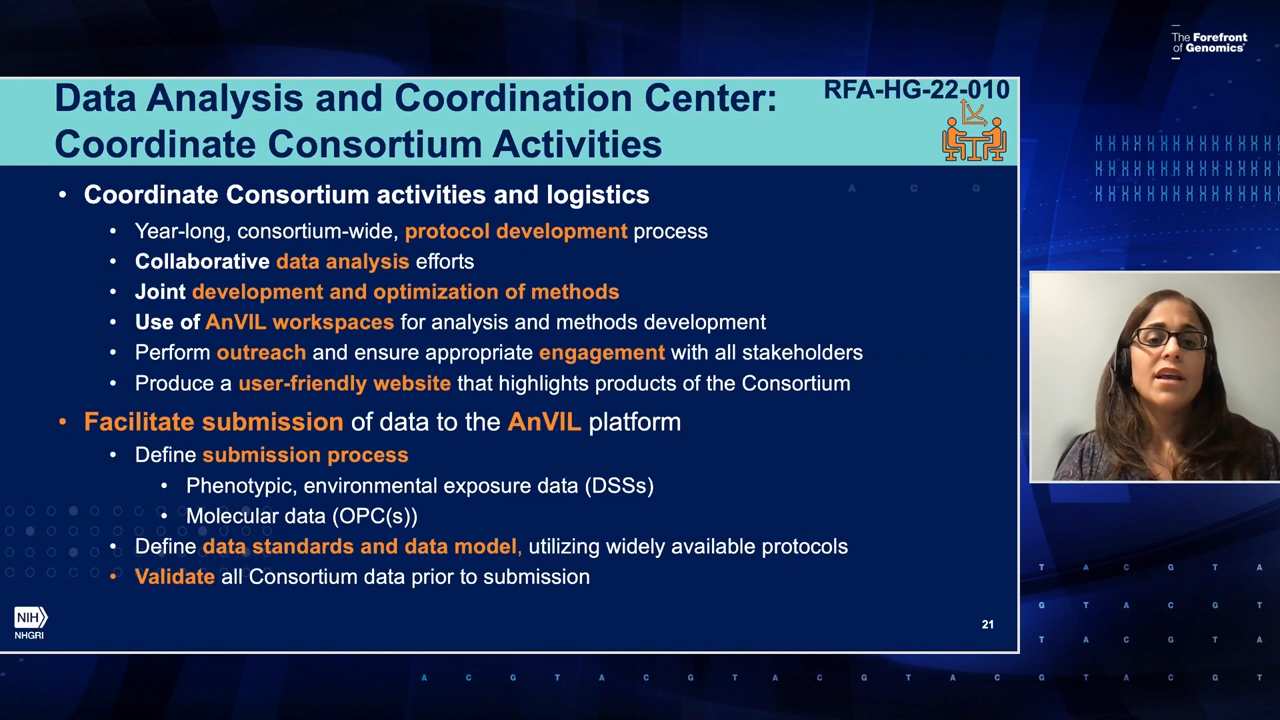 The Forefront
of Genomics®
Data Analysis and Coordination Center:
Coordinate Consortium Activities
RFA-HG-22-010
• Coordinate Consortium activities and logistics
• Year-long, consortium-wide, protocol development process
• Collaborative data analysis efforts
• Joint development and optimization of methods
• Use of AnVIL workspaces for analysis and methods development
• Perform outreach and ensure appropriate engagement with all stakeholders
• Produce a user-friendly website that highlights products of the Consortium
• Facilitate submission of data to the AnVIL platform
• Define submission process
• Phenotypic, environmental exposure data (DSSs)
• Molecular data (OPC(s))
• Define data standards and data model, utilizing widely available protocols
• Validate all Consortium data prior to submission
NIH
NHGRI
21
A C D
T A C G T A
G T A C G T
T A C G T A
A C G T A C G T A C G T A C G T A C G T